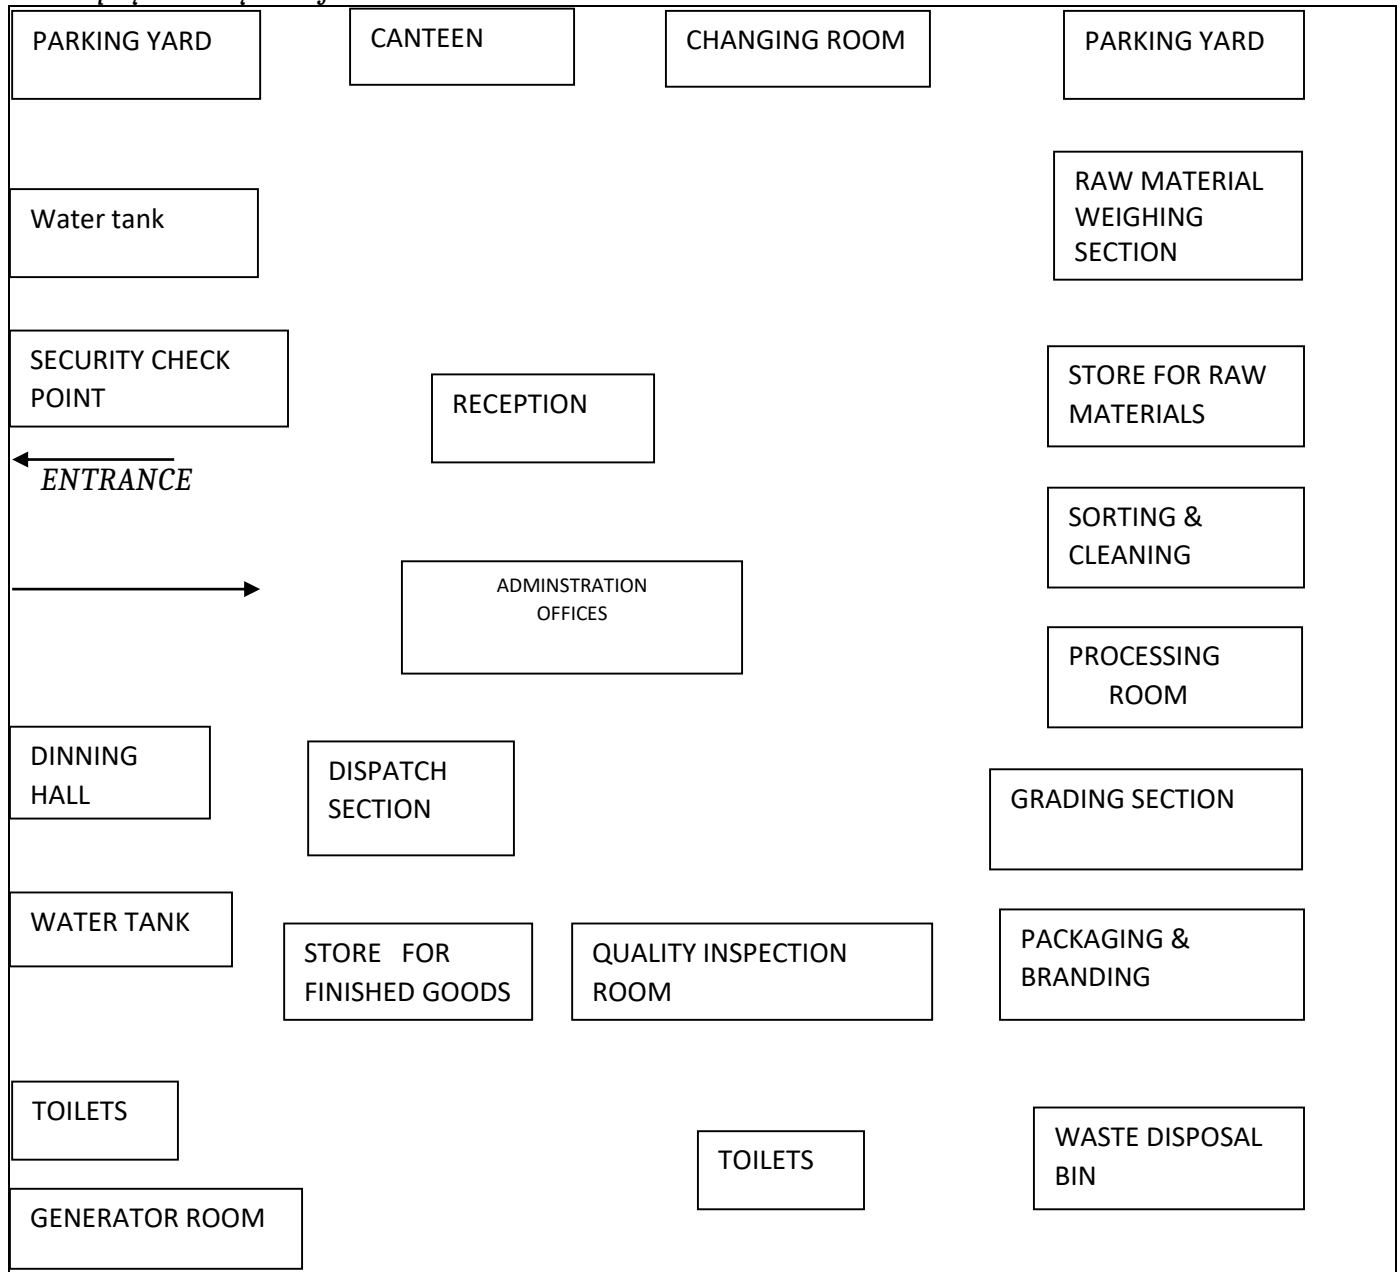 PARKING YARD
CANTEEN
CHANGING ROOM
PARKING YARD
Water tank
RAW MATERIAL
WEIGHING
SECTION
SECURITY CHECK
POINT
RECEPTION
STORE FOR RAW
MATERIALS
ENTRANCE
SORTING &
CLEANING
ADMINSTRATION
OFFICES
PROCESSING
ROOM
DINNING
HALL
DISPATCH
SECTION
GRADING SECTION
WATER TANK
STORE FOR
FINISHED GOODS
QUALITY INSPECTION
ROOM
PACKAGING &
BRANDING
TOILETS
TOILETS
WASTE DISPOSAL
BIN
GENERATOR ROOM